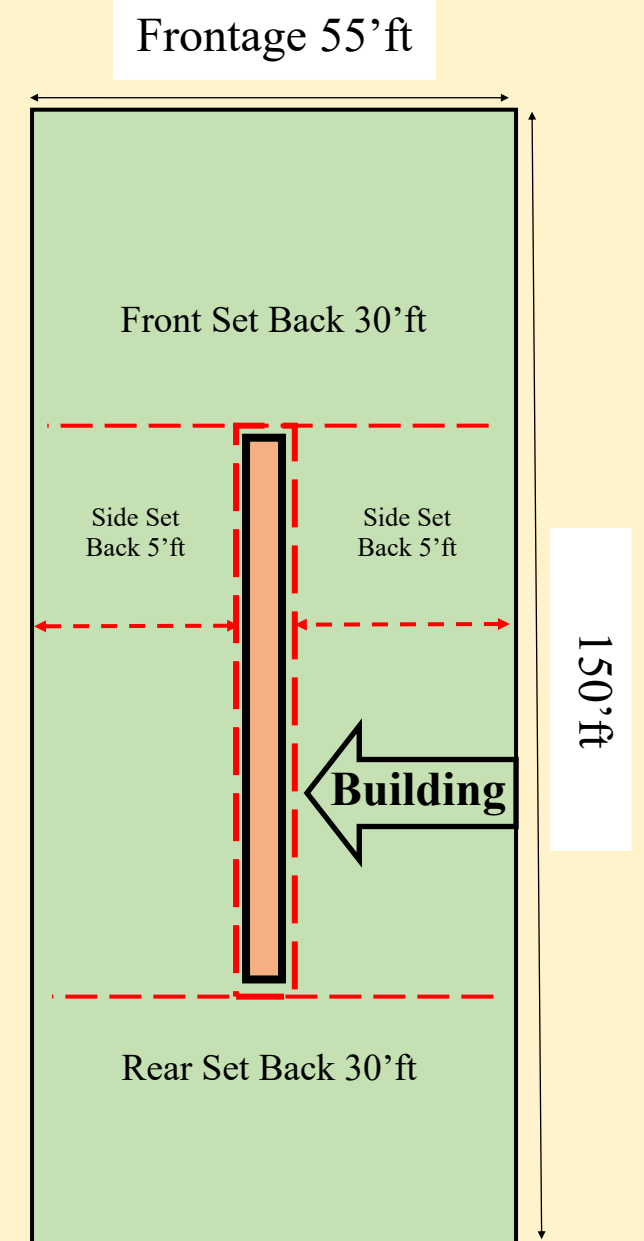 Frontage 55’ft
Front Set Back 30’ft
Side Set
Back 5’ft
Side Set
Back 5’ft
150’ft
Building
Rear Set Back 30’ft